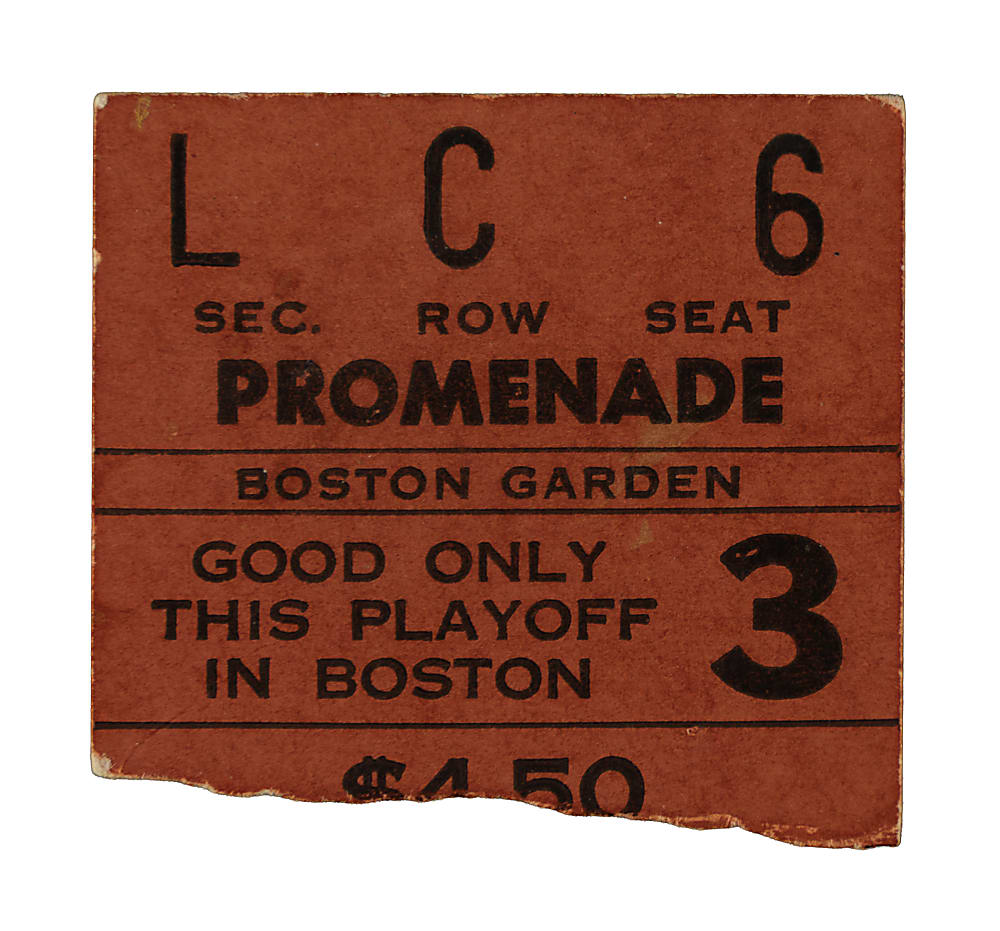 L C 6
SEC. ROW SEAT
PROMENADE
BOSTON GARDEN
GOOD ONLY
THIS PLAYOFF
IN BOSTON
3
$4.50